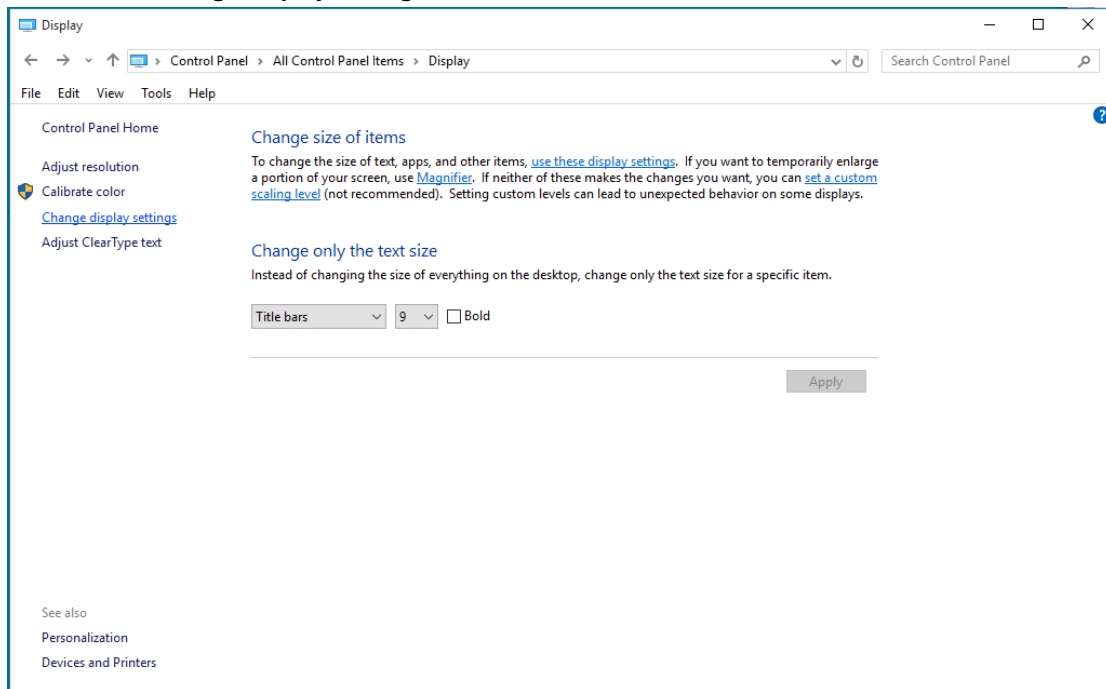 Display
Control Panel > All Control Panel Items > Display
Search Control Panel
File Edit View Tools Help
Control Panel Home
Adjust resolution
Calibrate color
Change display settings
Adjust ClearType text
Change size of items
To change the size of text, apps, and other items, use these display settings. If you want to temporarily enlarge
a portion of your screen, use Magnifier. If neither of these makes the changes you want, you can set a custom
scaling level (not recommended). Setting custom levels can lead to unexpected behavior on some displays.
Change only the text size
Instead of changing the size of everything on the desktop, change only the text size for a specific item.
Title bars 9 Bold
Apply
See also
Personalization
Devices and Printers